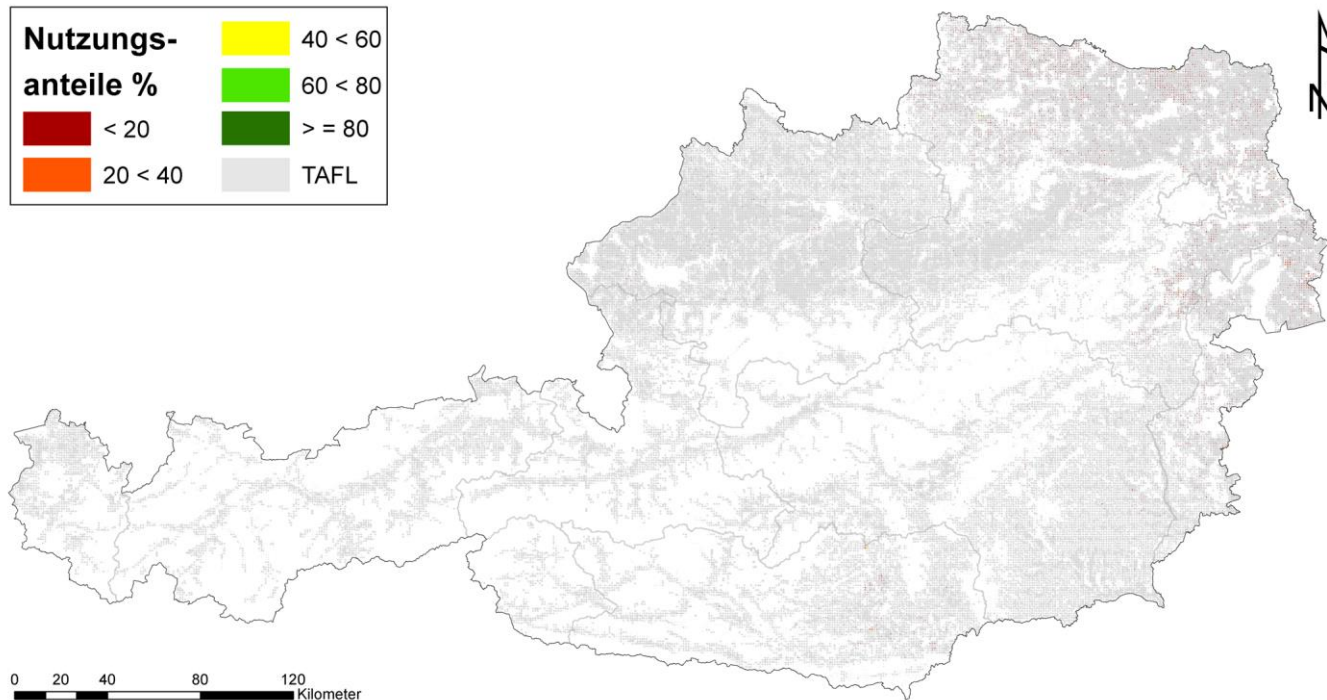 Nutzungs-
anteile %
< 20
20 < 40
40 < 60
60 < 80
> = 80
TAFL
N
0 20 40 80 120
Kilometer